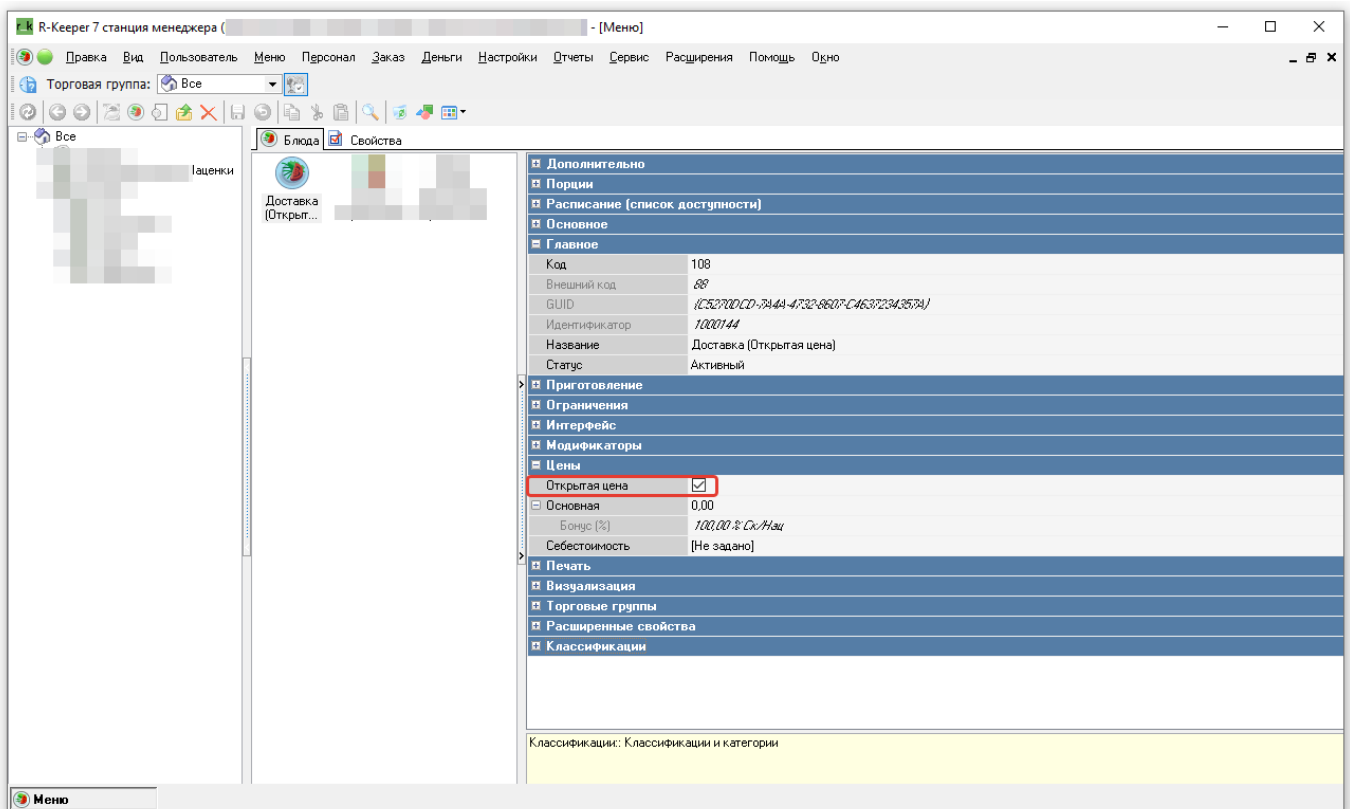 r_k R-Keeper 7 станция менеджера ( - [Меню]
Правка Вид Пользователь Меню Персонал Заказ Деньги Настройки Отчеты Сервис Расширения Помощь Окно
Торговая группа: Все
Все
Блюда Свойства
Наценки
Доставка
(Открыт...
Дополнительно
Порции
Расписание (список доступности)
Основное
Главное
Код 108
Внешний код 88
GUID {C5270DCD-7A4A-4732-8607-C4637234357A}
Идентификатор 1000144
Название Доставка (Открытая цена)
Статус Активный
Приготовление
Ограничения
Интерфейс
Модификаторы
Цены
Открытая цена
Основная 0,00
Бонус (%) 100,00 % Ск/Нац
Себестоимость [Не задано]
Печать
Визуализация
Торговые группы
Расширенные свойства
Классификации
Классификации:: Классификации и категории
Меню